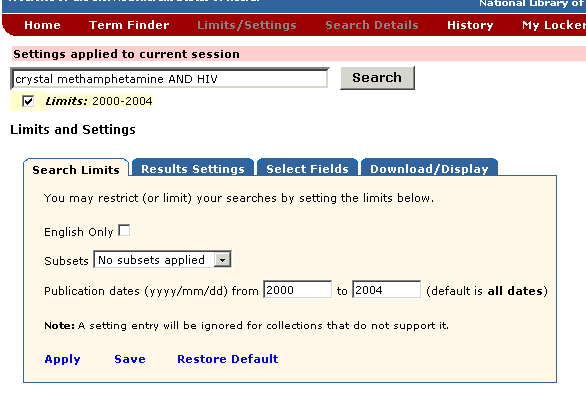 National Library of
Home Term Finder Limits/Settings Search Details History My Locker
Settings applied to current session
crystal methamphetamine AND HIV Search
Limits: 2000-2004
Limits and Settings
Search Limits Results Settings Select Fields Download/Display
You may restrict (or limit) your searches by setting the limits below.
English Only
Subsets No subsets applied
Publication dates (yyyy/mm/dd) from 2000 to 2004 (default is all dates)
Note: A setting entry will be ignored for collections that do not support it.
Apply Save Restore Default